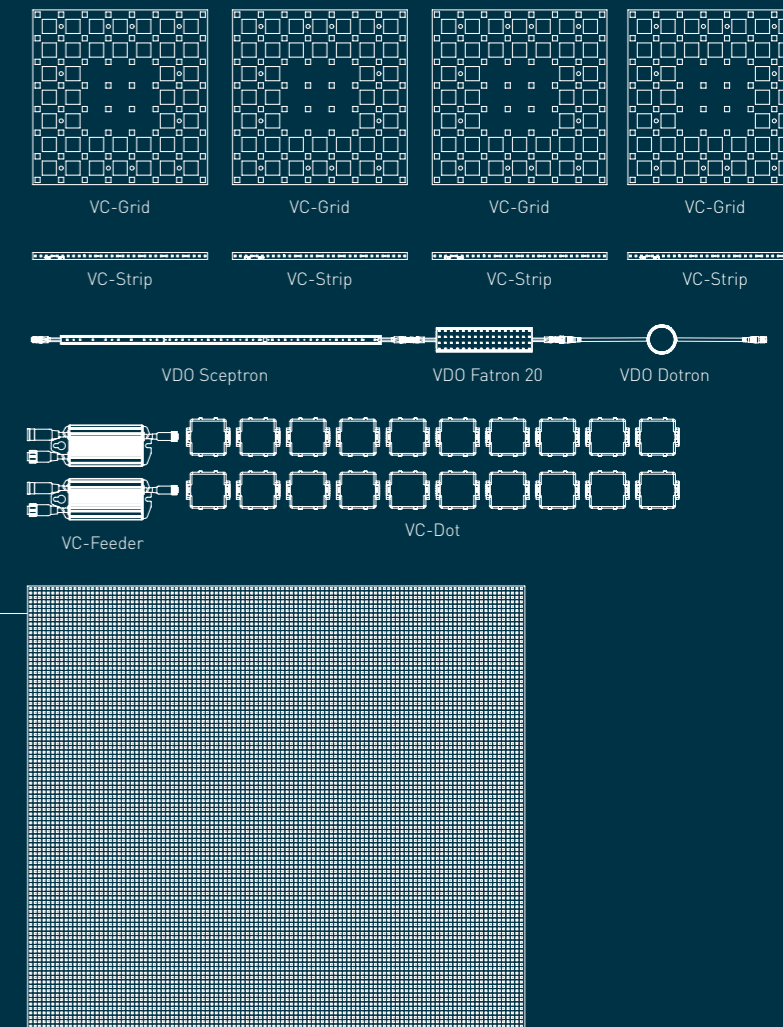 VC-Grid VC-Grid VC-Grid VC-Grid
VC-Strip VC-Strip VC-Strip VC-Strip
VDO Sceptron VDO Fatron 20 VDO Dotron
VC-Feeder VC-Dot